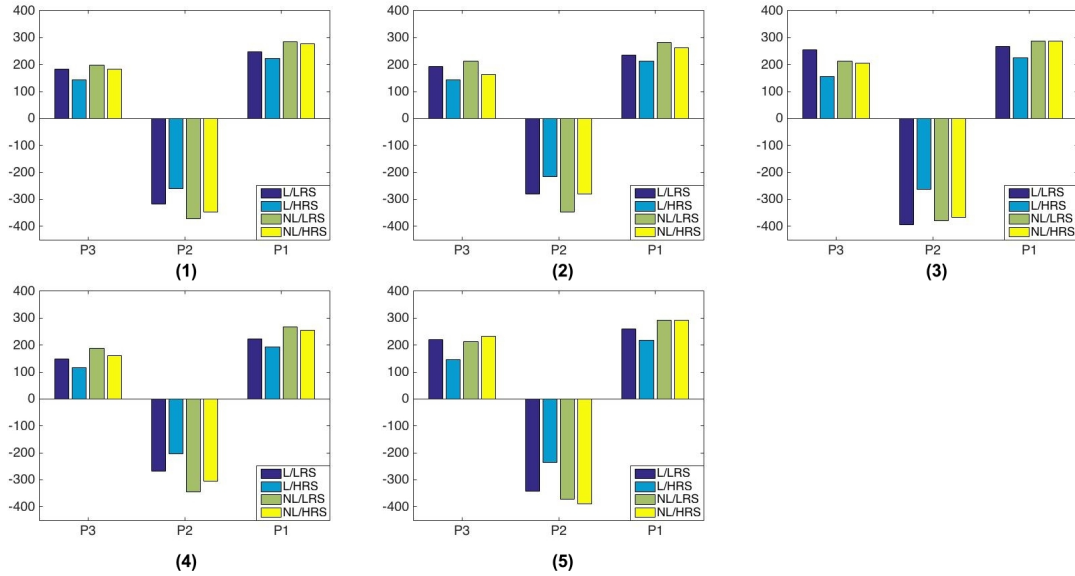 400
300
200
100
0
-100
-200
-300
-400
P3 P2 P1
L/LRS
L/HRS
NL/LRS
NL/HRS
(1)
400
300
200
100
0
-100
-200
-300
-400
P3 P2 P1
L/LRS
L/HRS
NL/LRS
NL/HRS
(2)
400
300
200
100
0
-100
-200
-300
-400
P3 P2 P1
L/LRS
L/HRS
NL/LRS
NL/HRS
(3)
400
300
200
100
0
-100
-200
-300
-400
P3 P2 P1
L/LRS
L/HRS
NL/LRS
NL/HRS
(4)
400
300
200
100
0
-100
-200
-300
-400
P3 P2 P1
L/LRS
L/HRS
NL/LRS
NL/HRS
(5)